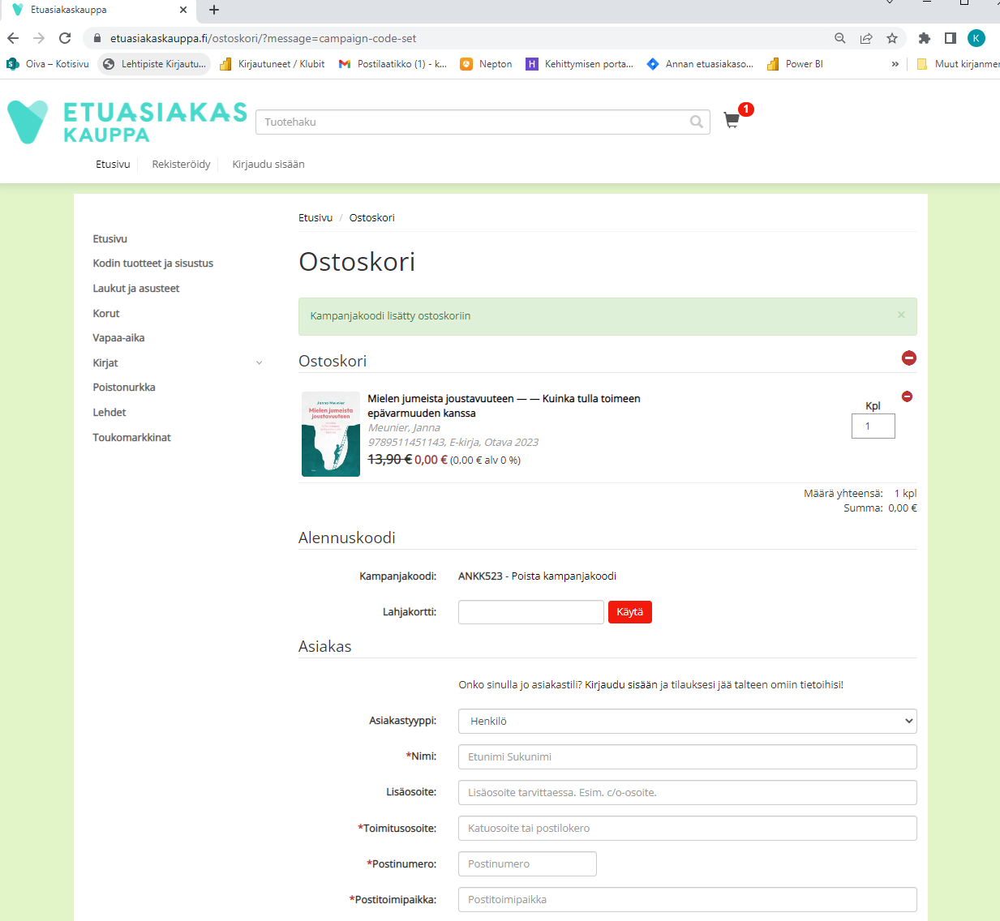 Etuasiakaskauppa
etuasiakaskauppa.fi/ostoskori/?message=campaign-code-set
K
Oiva – Kotisivu
Lehtipiste Kirjautu...
Kirjautuneet / Klubit
Postilaatikko (1) - k...
Nepton
H
Kehittymisen porta...
Annan etuasiakaso...
Power BI
»
Muut kirjanmer
ETUASIAKAS
KAUPPA
Tuotehaku
1
Etusivu
Rekisteröidy
Kirjaudu sisään
Etusivu / Ostoskori
Etusivu
Kodin tuotteet ja sisustus
Laukut ja asusteet
Korut
Vapaa-aika
Kirjat
Poistonurkka
Lehdet
Toukomarkkinat
Ostoskori
Kampanjakoodi lisätty ostoskoriin
×
Ostoskori
Janna Meunier
Mielen jumeista
joustavuuteen
Mielen jumeista joustavuuteen — — Kuinka tulla toimeen
epävarmuuden kanssa
Meunier, Janna
9789511451143, E-kirja, Otava 2023
13,90 € 0,00 € (0,00 € alv 0 %)
Kpl
1
Määrä yhteensä: 1 kpl
Summa: 0,00 €
Alennuskoodi
Kampanjakoodi: ANKK523 - Poista kampanjakoodi
Lahjakortti: Käytä
Asiakas
Onko sinulla jo asiakastili? Kirjaudu sisään ja tilauksesi jää talteen omiin tietoihisi!
Asiakastyyppi: Henkilö
*Nimi: Etunimi Sukunimi
Lisäosoite: Lisäosoite tarvittaessa. Esim. c/o-osoite.
*Toimitusosoite: Katuosoite tai postilokero
*Postinumero: Postinumero
*Postitoimipaikka: Postitoimipaikka